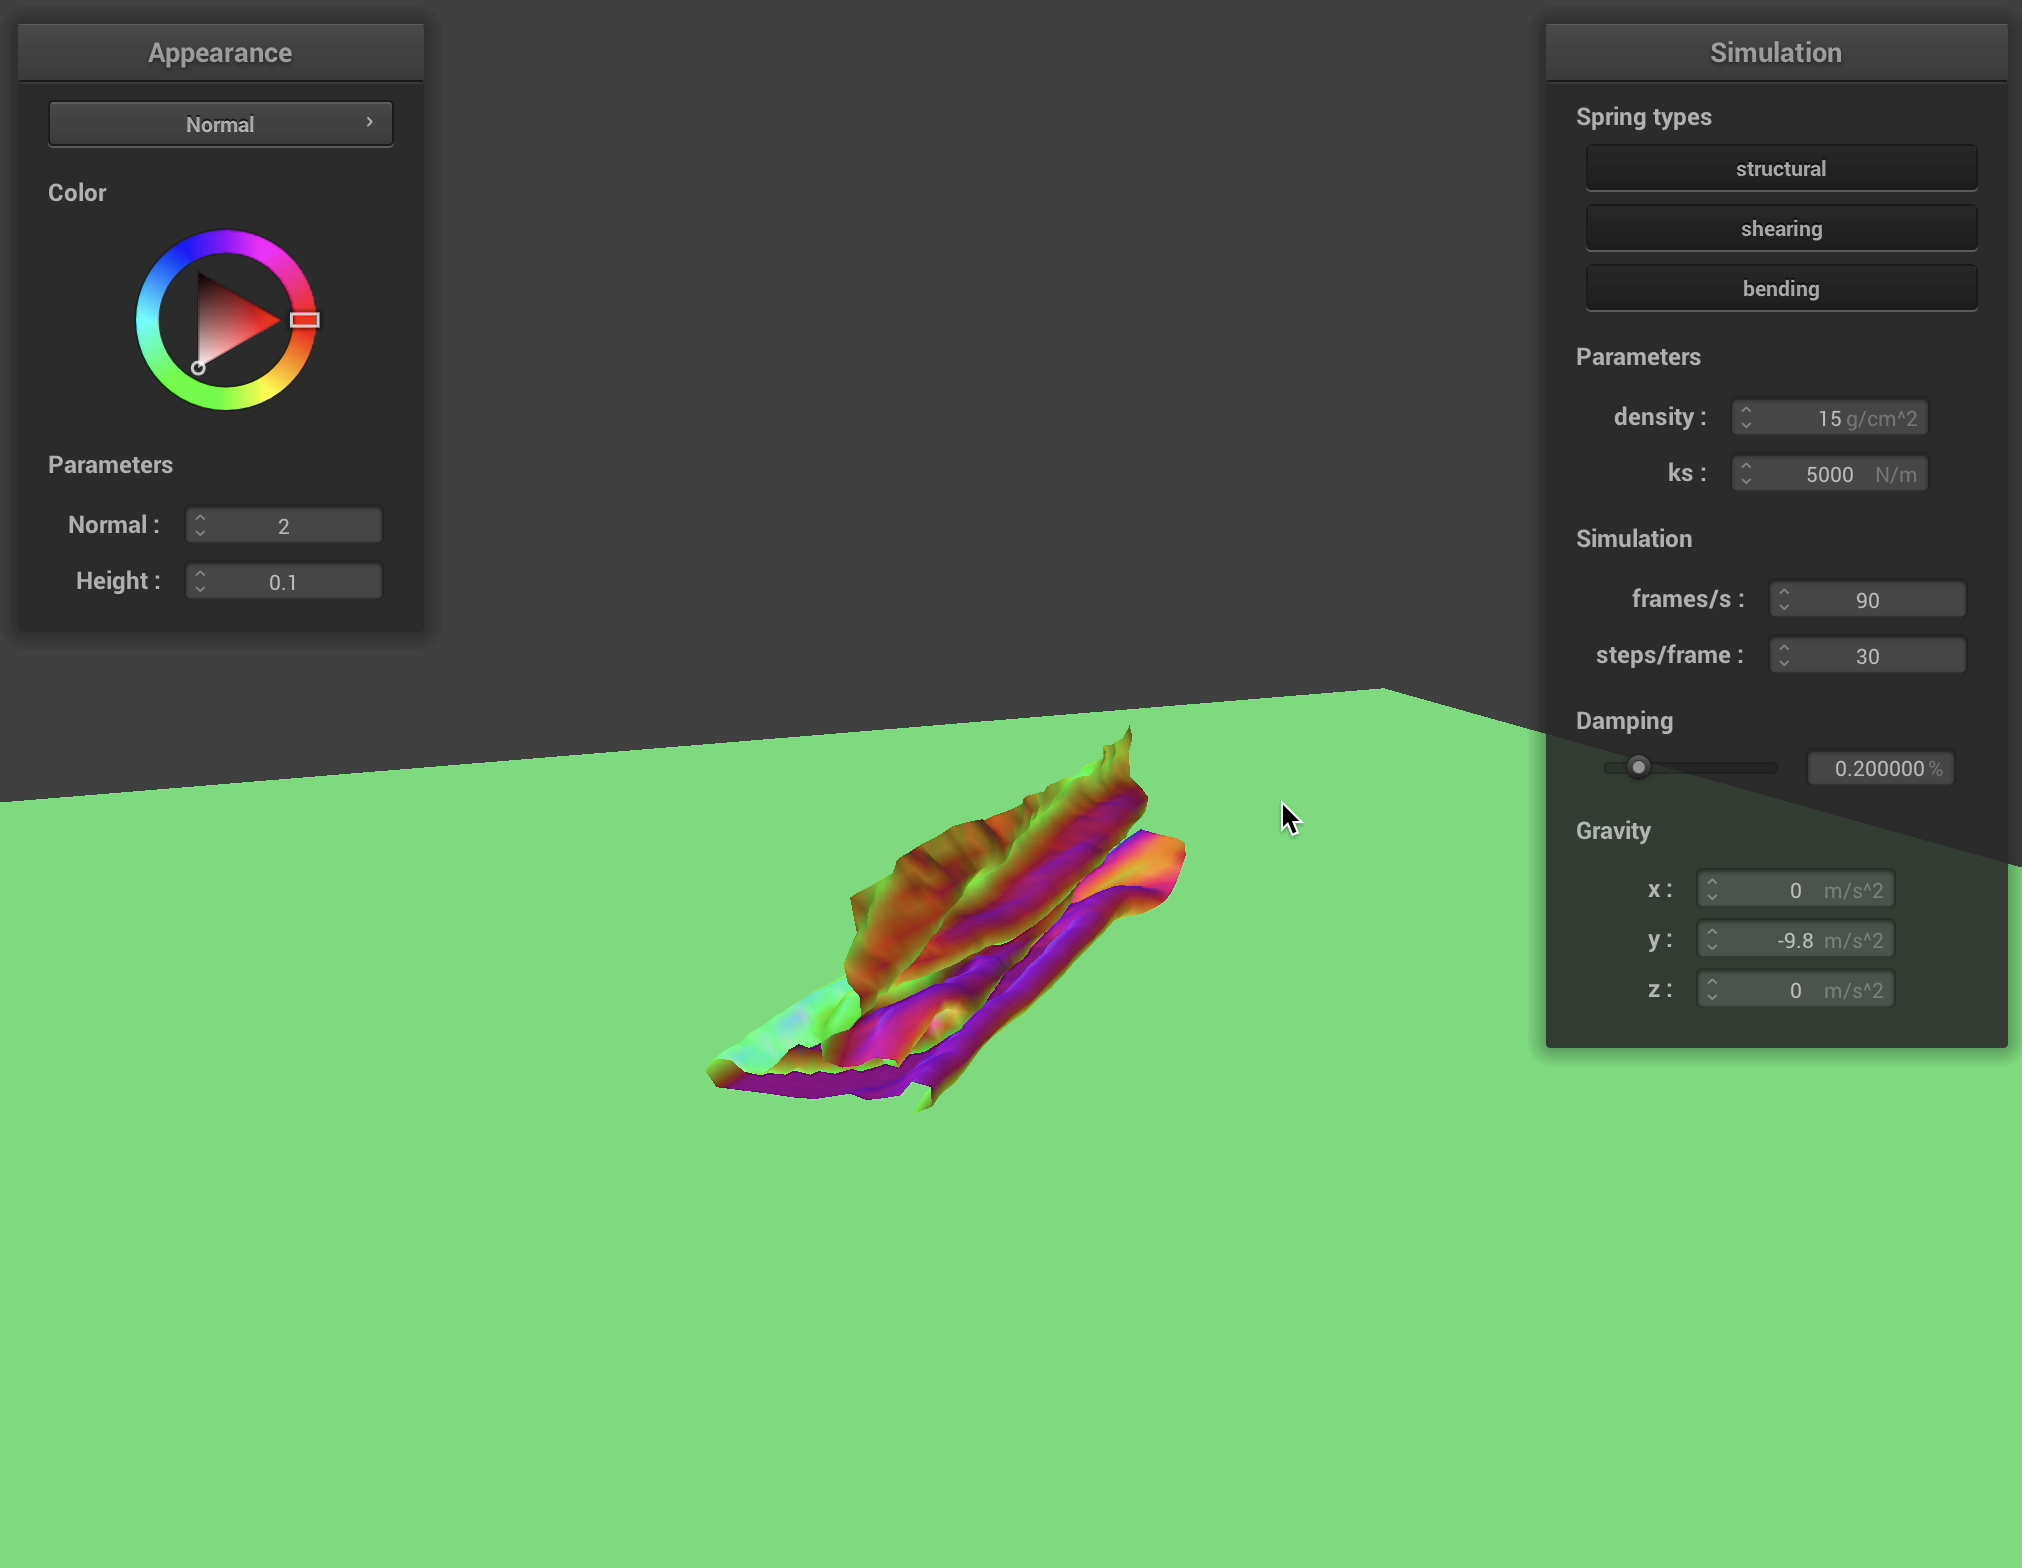 Appearance
Normal
Color
Parameters
Normal : 2
Height : 0.1
Simulation
Spring types
structural
shearing
bending
Parameters
density : 15 g/cm^2
ks : 5000 N/m
Simulation
frames/s : 90
steps/frame : 30
Damping
0.200000 %
Gravity
x : 0 m/s^2
y : -9.8 m/s^2
z : 0 m/s^2